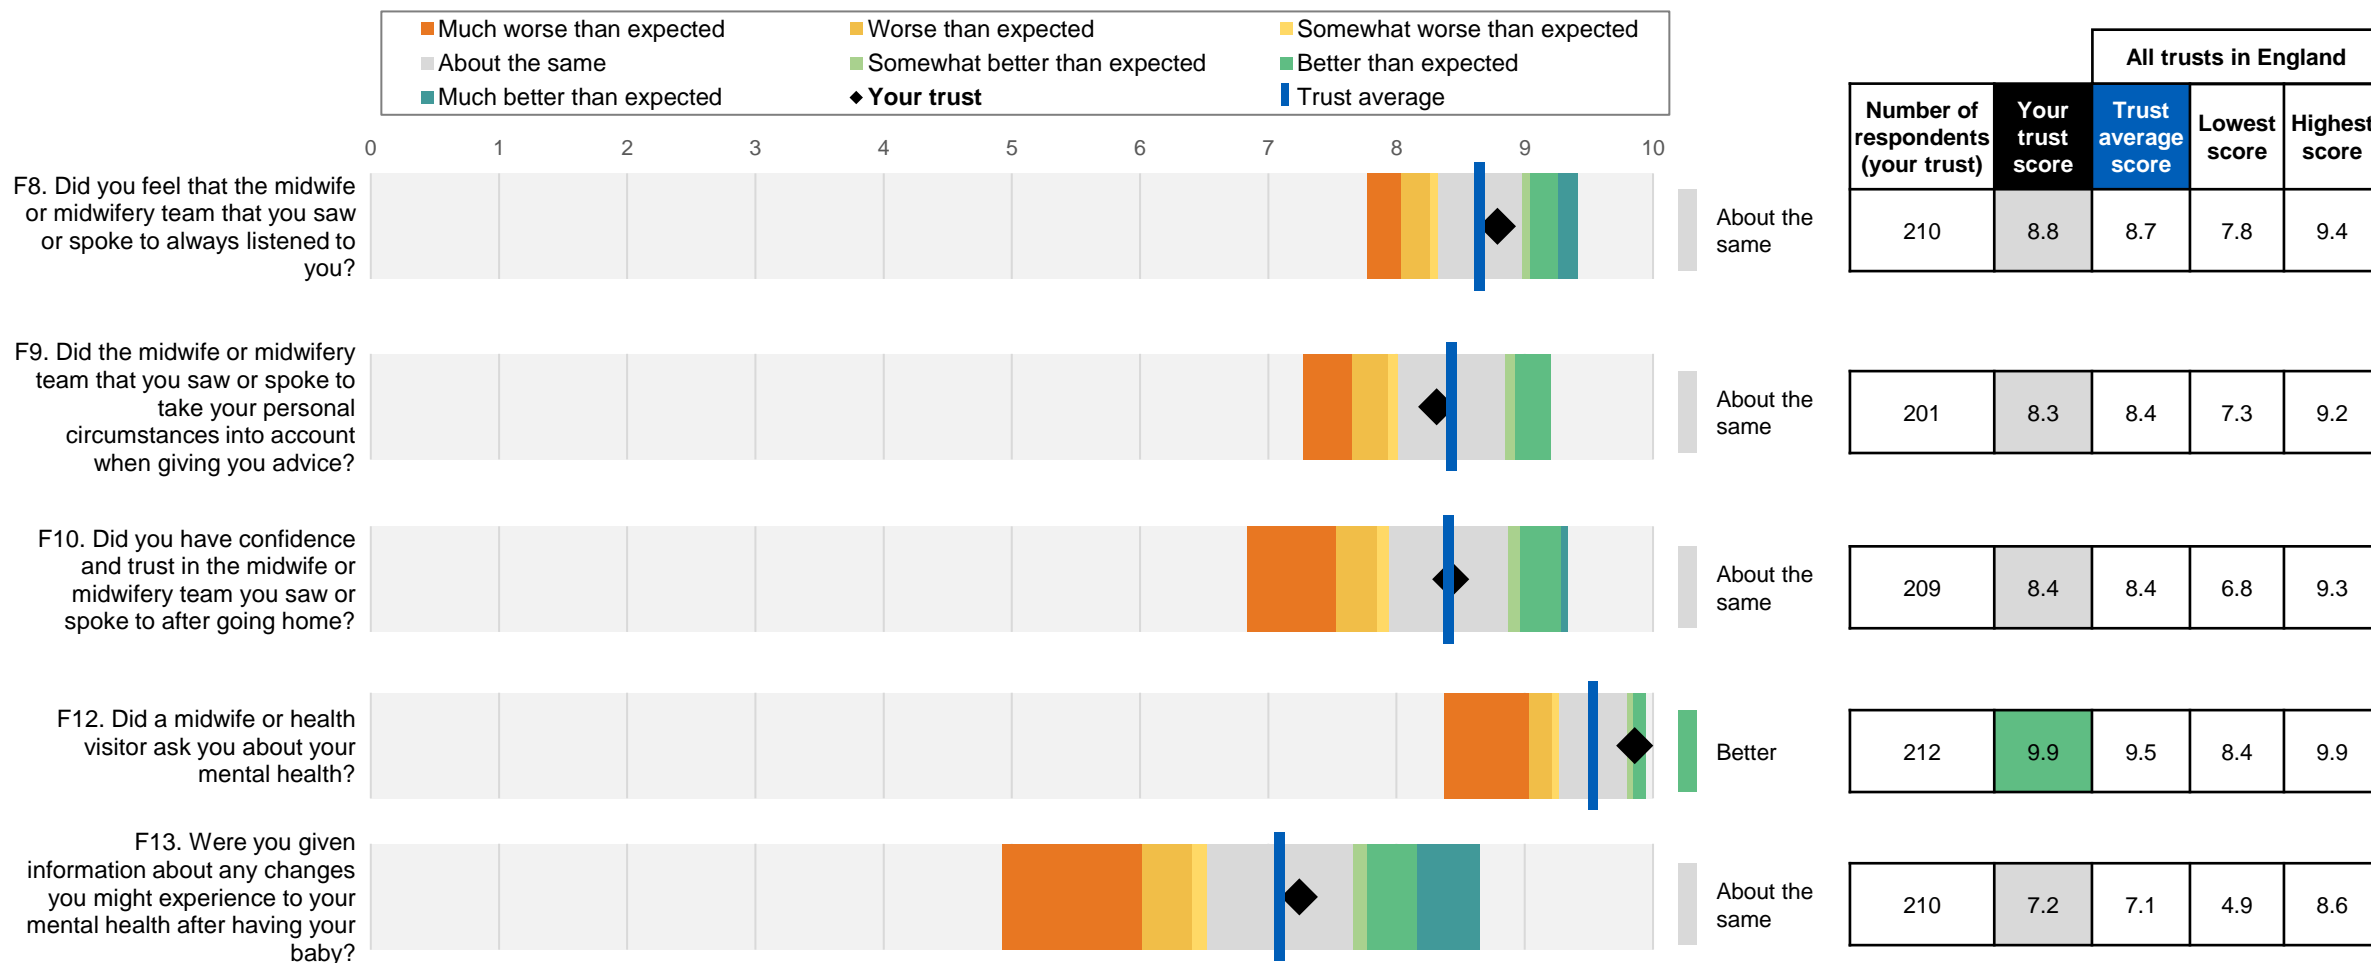 Much worse than expected
Worse than expected
Somewhat worse than expected
About the same
Somewhat better than expected
Better than expected
Much better than expected
Your trust
Trust average
All trusts in England
Number of
respondents
(your trust)
Your
trust
score
Trust
average
score
Lowest
score
Highest
score
0 1 2 3 4 5 6 7 8 9 10
F8. Did you feel that the midwife
or midwifery team that you saw
or spoke to always listened to
you?
About the
same
210 8.8 8.7 7.8 9.4
F9. Did the midwife or midwifery
team that you saw or spoke to
take your personal
circumstances into account
when giving you advice?
About the
same
201 8.3 8.4 7.3 9.2
F10. Did you have confidence
and trust in the midwife or
midwifery team you saw or
spoke to after going home?
About the
same
209 8.4 8.4 6.8 9.3
F12. Did a midwife or health
visitor ask you about your
mental health?
Better
212 9.9 9.5 8.4 9.9
F13. Were you given
information about any changes
you might experience to your
mental health after having your
baby?
About the
same
210 7.2 7.1 4.9 8.6